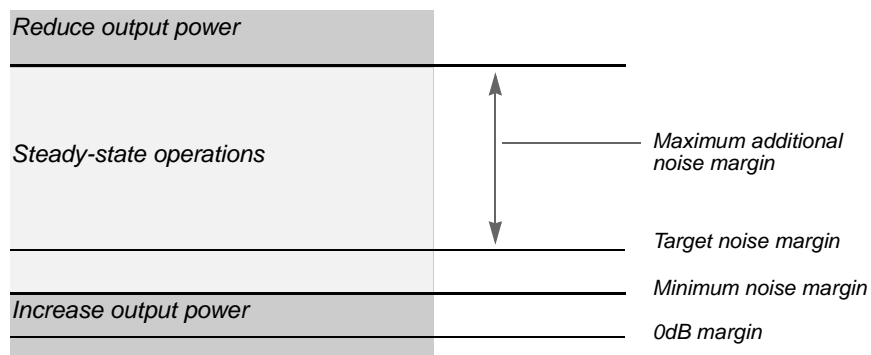 Reduce output power
Steady-state operations
Maximum additional
noise margin
Target noise margin
Minimum noise margin
Increase output power
0dB margin